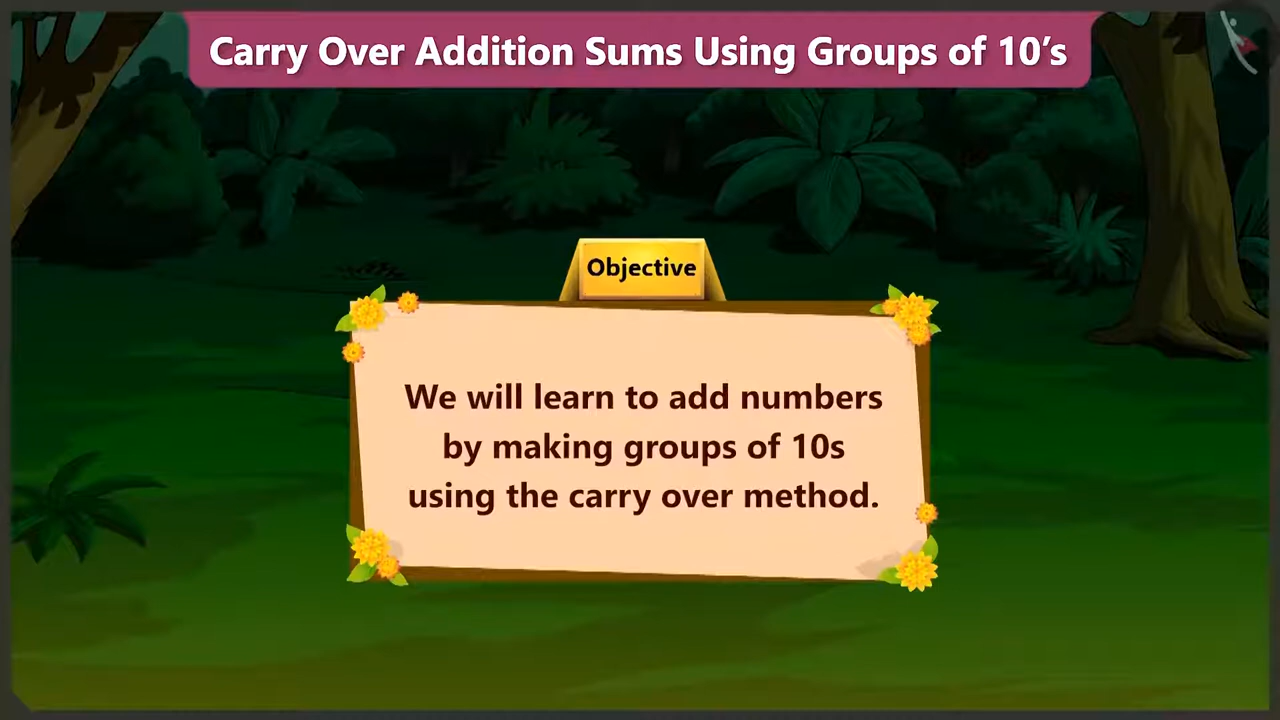 Carry Over Addition Sums Using Groups of 10’s
Objective
We will learn to add numbers
by making groups of 10s
using the carry over method.